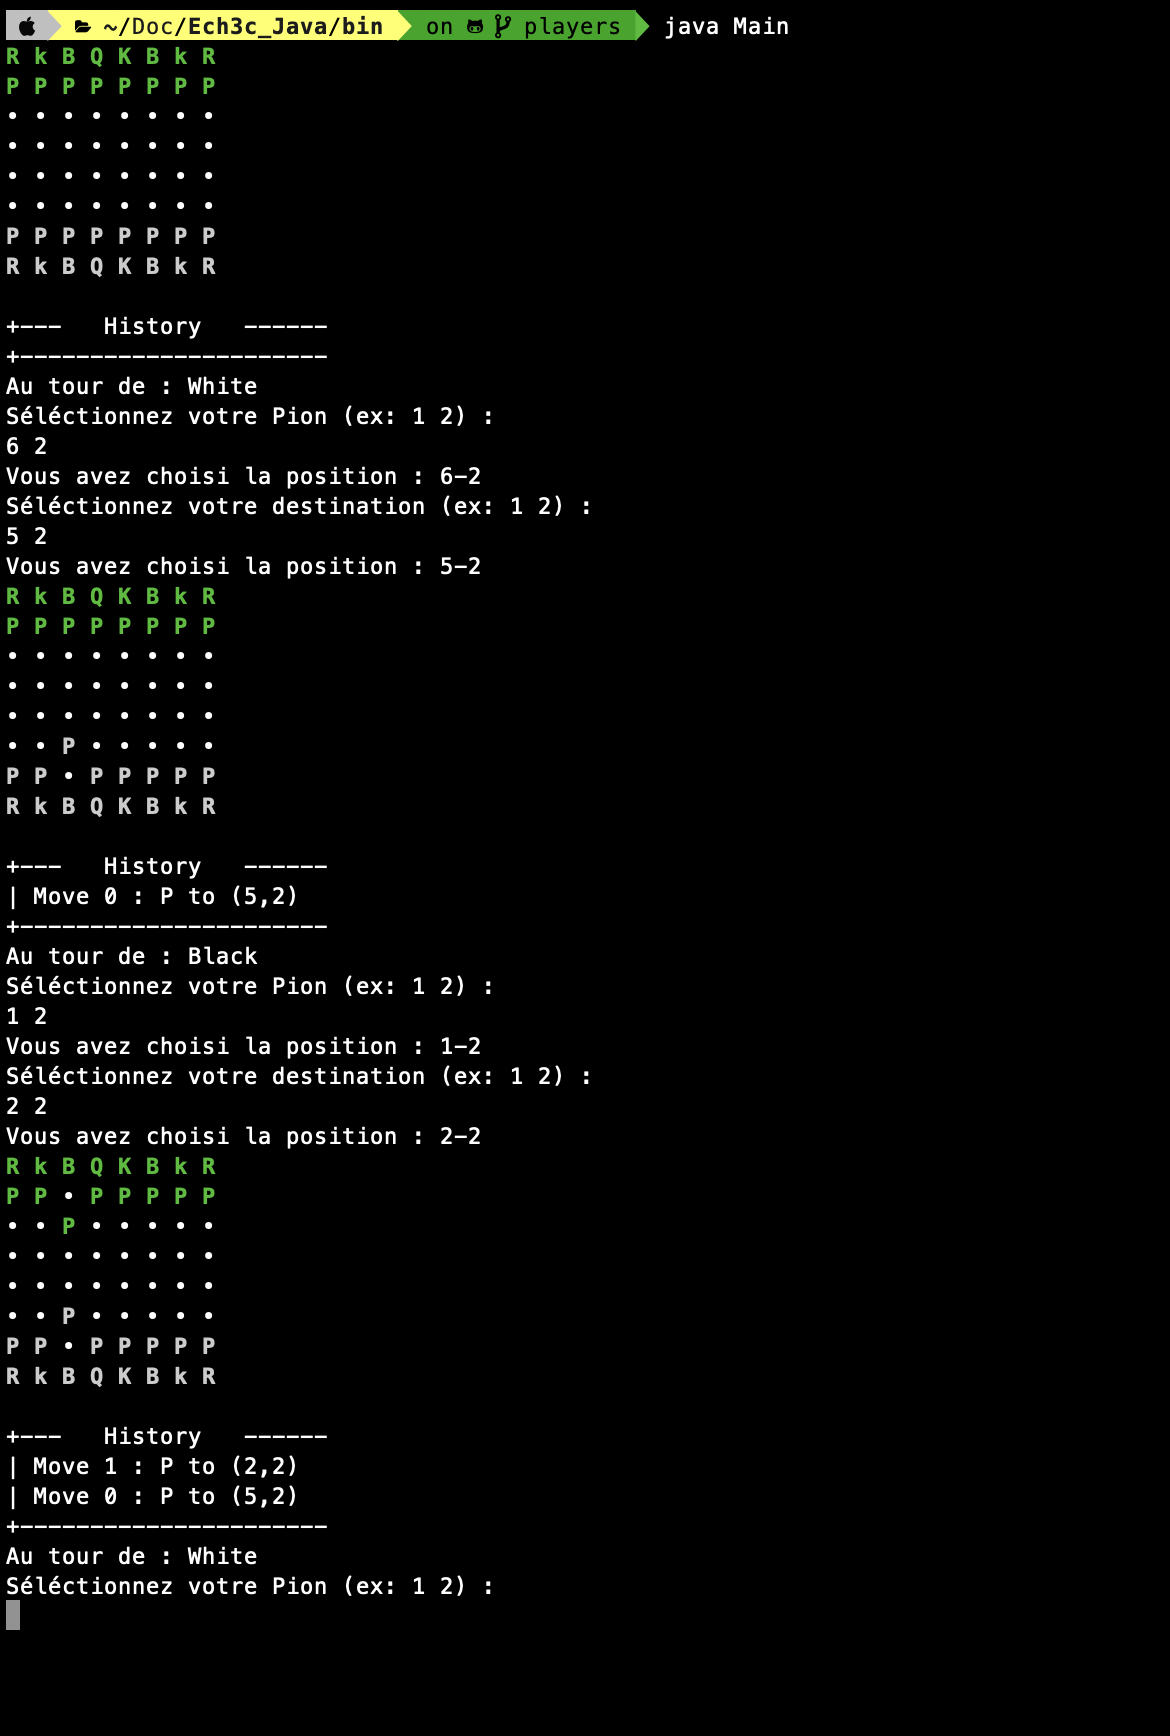 ~/Doc/Ech3c_Java/bin on players java Main
R k B Q K B k R
P P P P P P P P
• • • • • • • •
• • • • • • • •
• • • • • • • •
• • • • • • • •
P P P P P P P P
R k B Q K B k R
+--- History ------
+----------------------
Au tour de : White
Séléctionnez votre Pion (ex: 1 2) :
6 2
Vous avez choisi la position : 6-2
Séléctionnez votre destination (ex: 1 2) :
5 2
Vous avez choisi la position : 5-2
R k B Q K B k R
P P P P P P P P
• • • • • • • •
• • • • • • • •
• • • • • • • •
• • P • • • • •
P P • P P P P P
R k B Q K B k R
+--- History ------
| Move 0 : P to (5,2)
+----------------------
Au tour de : Black
Séléctionnez votre Pion (ex: 1 2) :
1 2
Vous avez choisi la position : 1-2
Séléctionnez votre destination (ex: 1 2) :
2 2
Vous avez choisi la position : 2-2
R k B Q K B k R
P P • P P P P P
• • P • • • • •
• • • • • • • •
• • • • • • • •
• • P • • • • •
P P • P P P P P
R k B Q K B k R
+--- History ------
| Move 1 : P to (2,2)
| Move 0 : P to (5,2)
+----------------------
Au tour de : White
Séléctionnez votre Pion (ex: 1 2) :